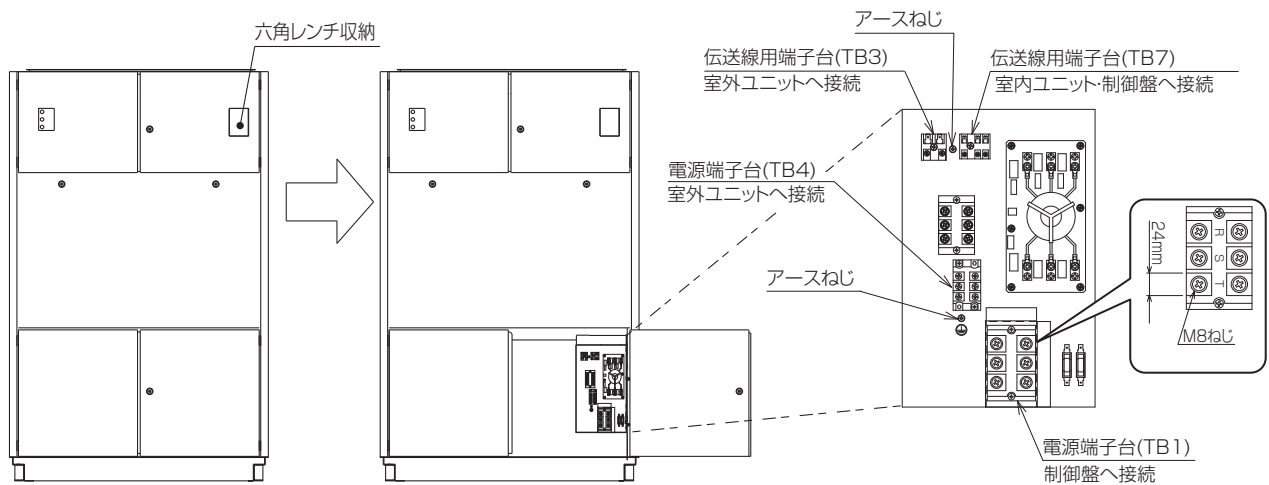 六角レンチ収納
アースねじ
伝送線用端子台(TB3)
室外ユニットへ接続
伝送線用端子台(TB7)
室内ユニット・制御盤へ接続
電源端子台(TB4)
室外ユニットへ接続
アースねじ
R
S
T
24mm
M8ねじ
電源端子台(TB1)
制御盤へ接続